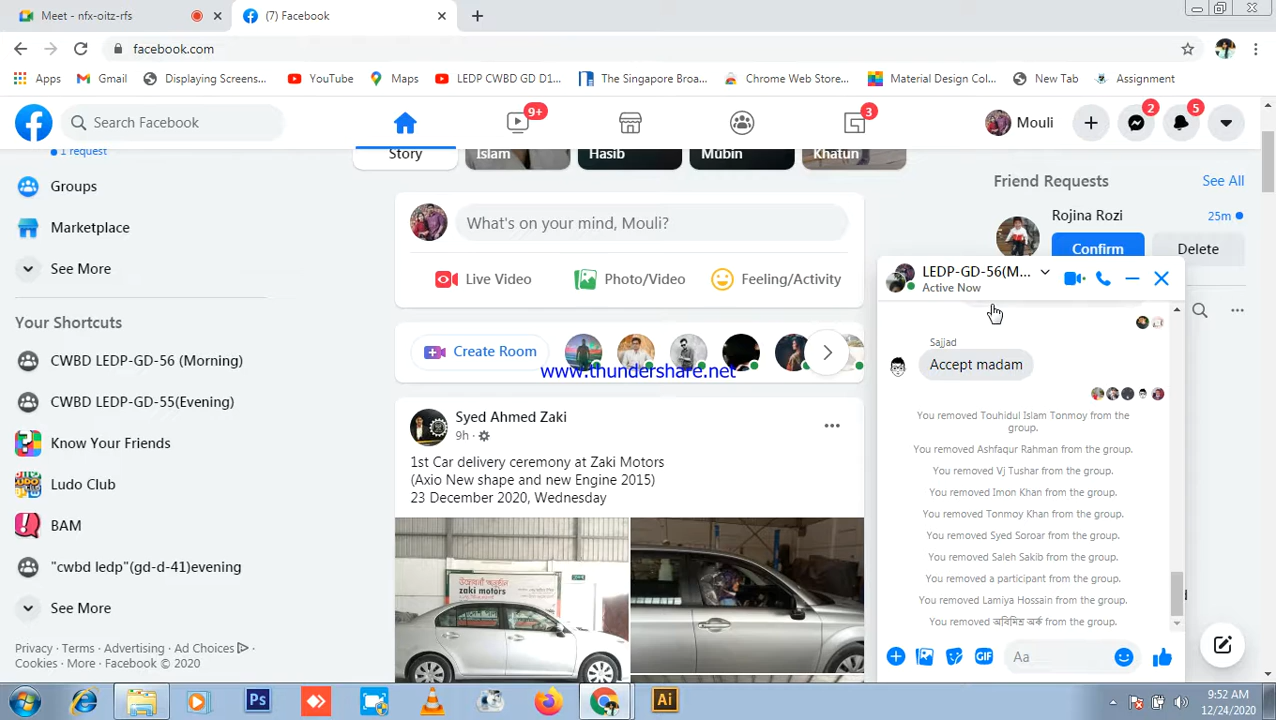 Meet - nfx-oitz-rfs
(7) Facebook
facebook.com
Apps
Gmail
Displaying Screens...
YouTube
Maps
LEDP CWBD GD D1...
The Singapore Broa...
Chrome Web Store...
Material Design Col...
New Tab
Assignment
Search Facebook
9+
3
Mouli
2
5
1 request
Groups
Marketplace
See More
Your Shortcuts
CWBD LEDP-GD-56 (Morning)
CWBD LEDP-GD-55(Evening)
Know Your Friends
Ludo Club
BAM
"cwbd ledp"(gd-d-41)evening
See More
Privacy · Terms · Advertising · Ad Choices ·
Cookies · More · Facebook © 2020
Story
Islam
Hasib
Mubin
Khatun
What's on your mind, Mouli?
Live Video
Photo/Video
Feeling/Activity
Create Room
www.thundershare.net
Syed Ahmed Zaki
9h ·
1st Car delivery ceremony at Zaki Motors
(Axio New shape and new Engine 2015)
23 December 2020, Wednesday
zaki motors
Friend Requests
See All
Rojina Rozi
25m
Confirm
Delete
LEDP-GD-56(M...
Active Now
Sajjad
Accept madam
You removed Touhidul Islam Tonmoy from the
group.
You removed Ashfaqur Rahman from the group.
You removed Vj Tushar from the group.
You removed Imon Khan from the group.
You removed Tonmoy Khan from the group.
You removed Syed Soroar from the group.
You removed Saleh Sakib from the group.
You removed a participant from the group.
You removed Lamiya Hossain from the group.
You removed অবিমিশ্র অর্ক from the group.
GIF
Aa
Ps
Ai
9:52 AM
12/24/2020